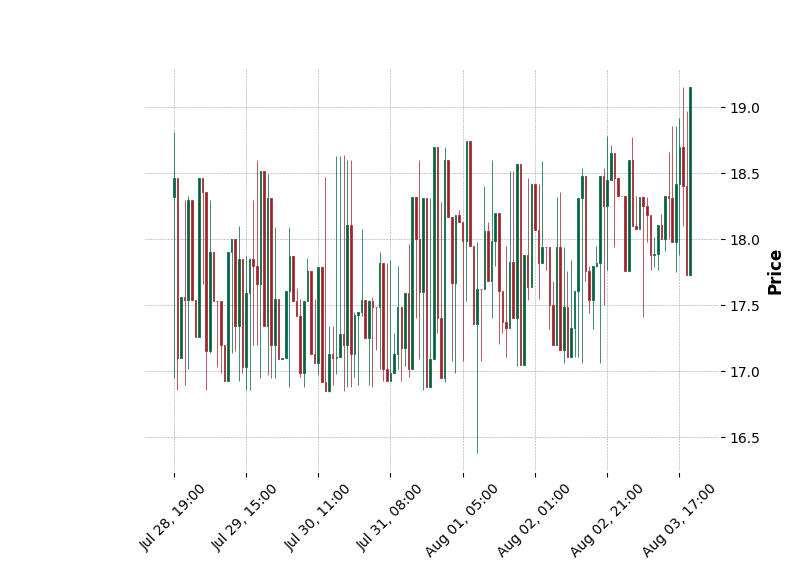 19.0
18.5
18.0
17.5
17.0
16.5
Price
Jul 28, 19:00
Jul 29, 15:00
Jul 30, 11:00
Jul 31, 08:00
Aug 01, 05:00
Aug 02, 01:00
Aug 02, 21:00
Aug 03, 17:00